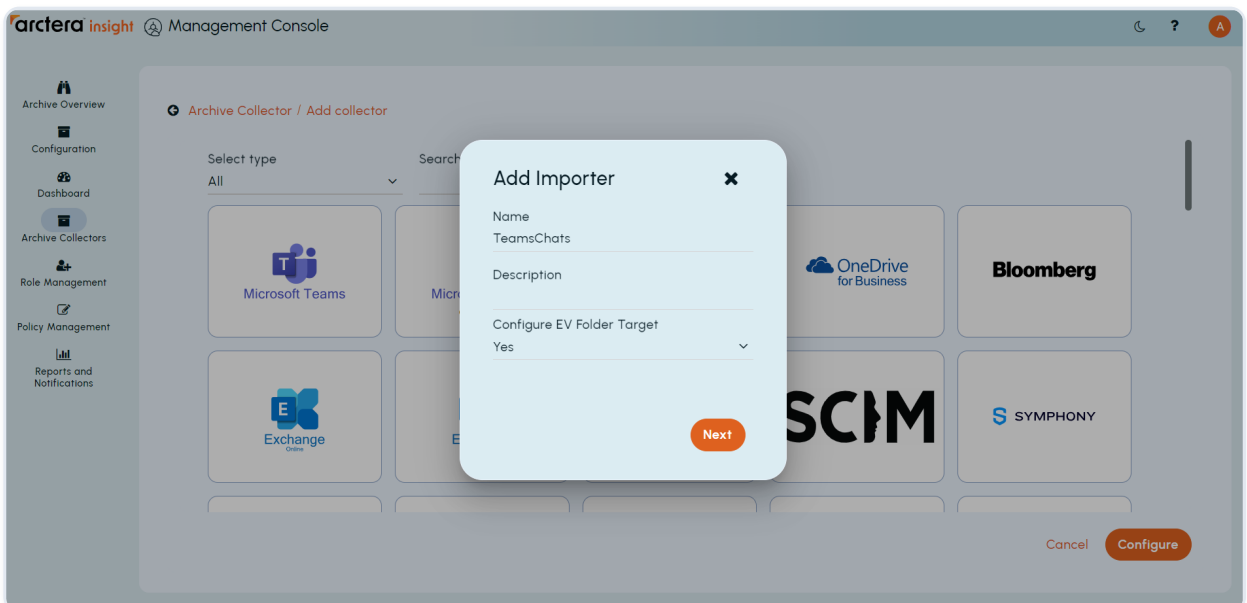 arctera insight Management Console
? A
Archive Overview
Configuration
Dashboard
Archive Collectors
Role Management
Policy Management
Reports and
Notifications
Archive Collector / Add collector
Select type
All
Search
Microsoft Teams
OneDrive
for Business
Bloomberg
E
Exchange
Online
SYMPHONY
Add Importer
Name
TeamsChats
Description
Configure EV Folder Target
Yes
Next
Cancel
Configure